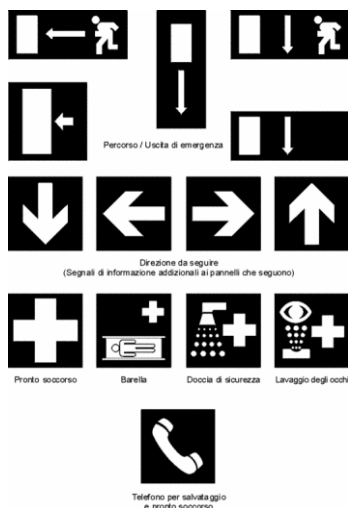 Percorso / Uscita di emergenza
Direzione da seguire
(Segnali di informazione addizionali ai pannelli che seguono)
Pronto soccorso
Barella
Doccia di sicurezza
Lavaggio degli occhi
Telefono per salvataggio
e pronto soccorso